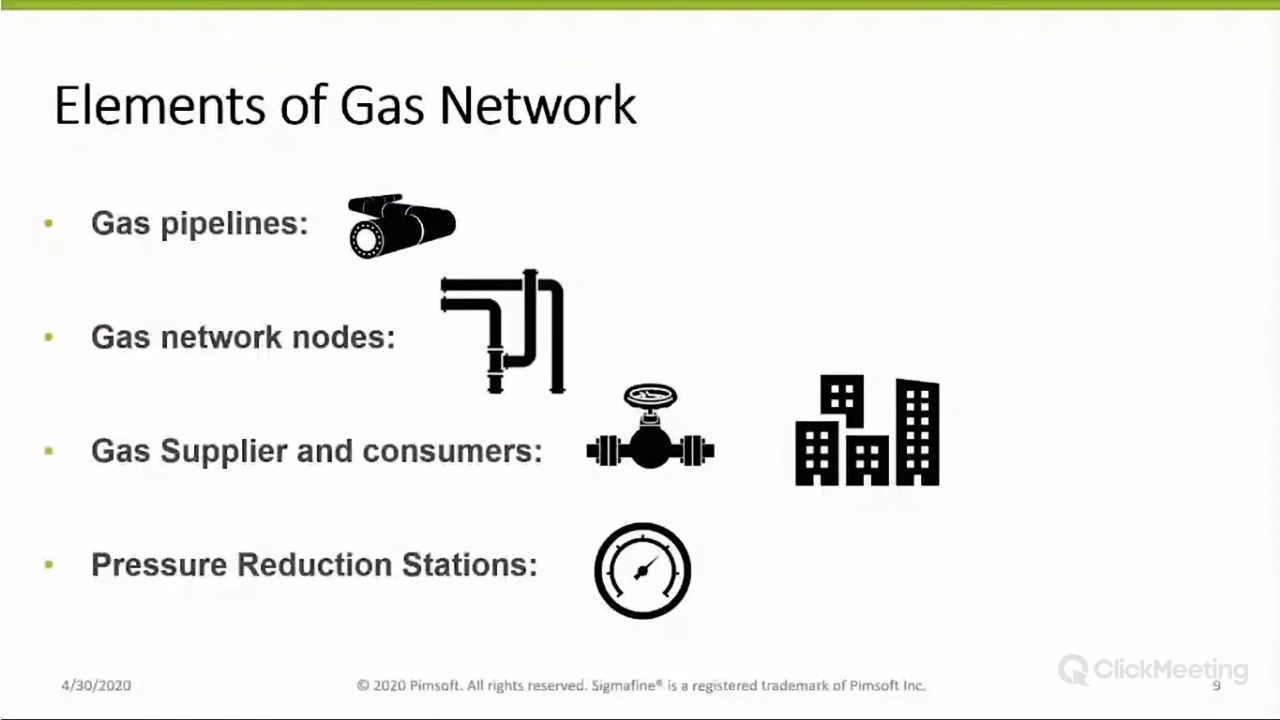 Elements of Gas Network
• Gas pipelines:
• Gas network nodes:
• Gas Supplier and consumers:
• Pressure Reduction Stations:
ClickMeeting
4/30/2020 © 2020 Pimsoft. All rights reserved. Sigmafine® is a registered trademark of Pimsoft Inc. 9